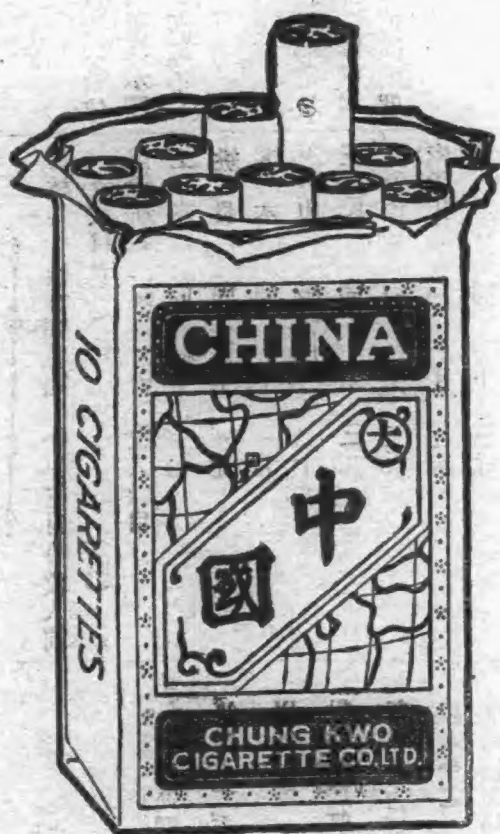 10 CIGARETTES
CHINA
大
中國
CHUNG KWO
CIGARETTE CO. LTD.